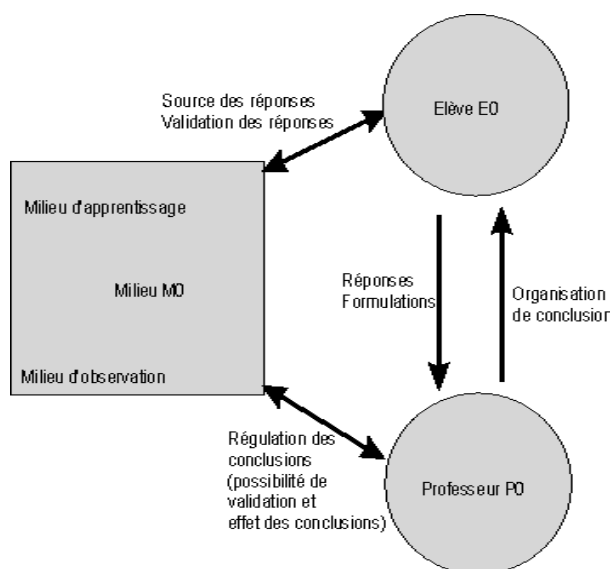 Source des réponses
Validation des réponses
Elève E0
Milieu d'apprentissage
Milieu M0
Milieu d'observation
Réponses
Formulations
Organisation
de conclusion
Régulation des
conclusions
(possibilité de
validation et
effet des conclusions)
Professeur P0